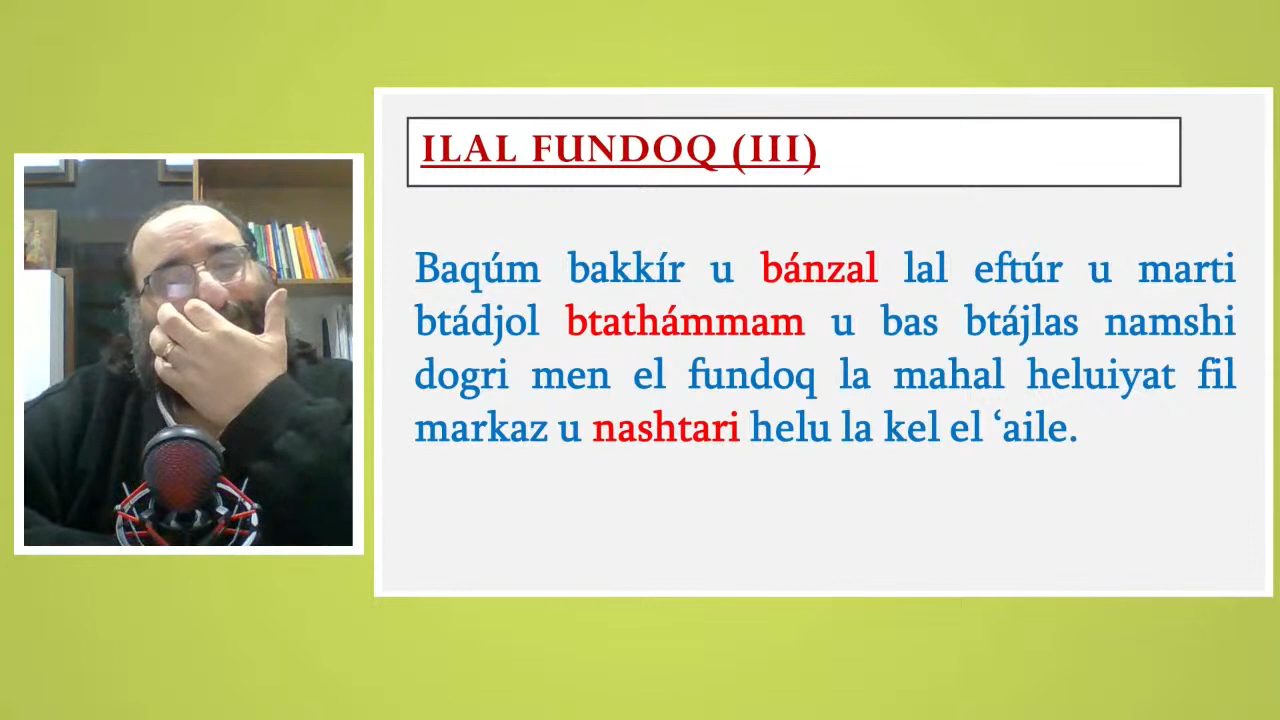 ILAL FUNDOQ (III)
Baqúm bakkír u bánzal lal eftúr u marti
btádjol btathámmam u bas btájlas namshi
dogri men el fundoq la mahal heluiyat fil
markaz u nashtari helu la kel el ‘aile.